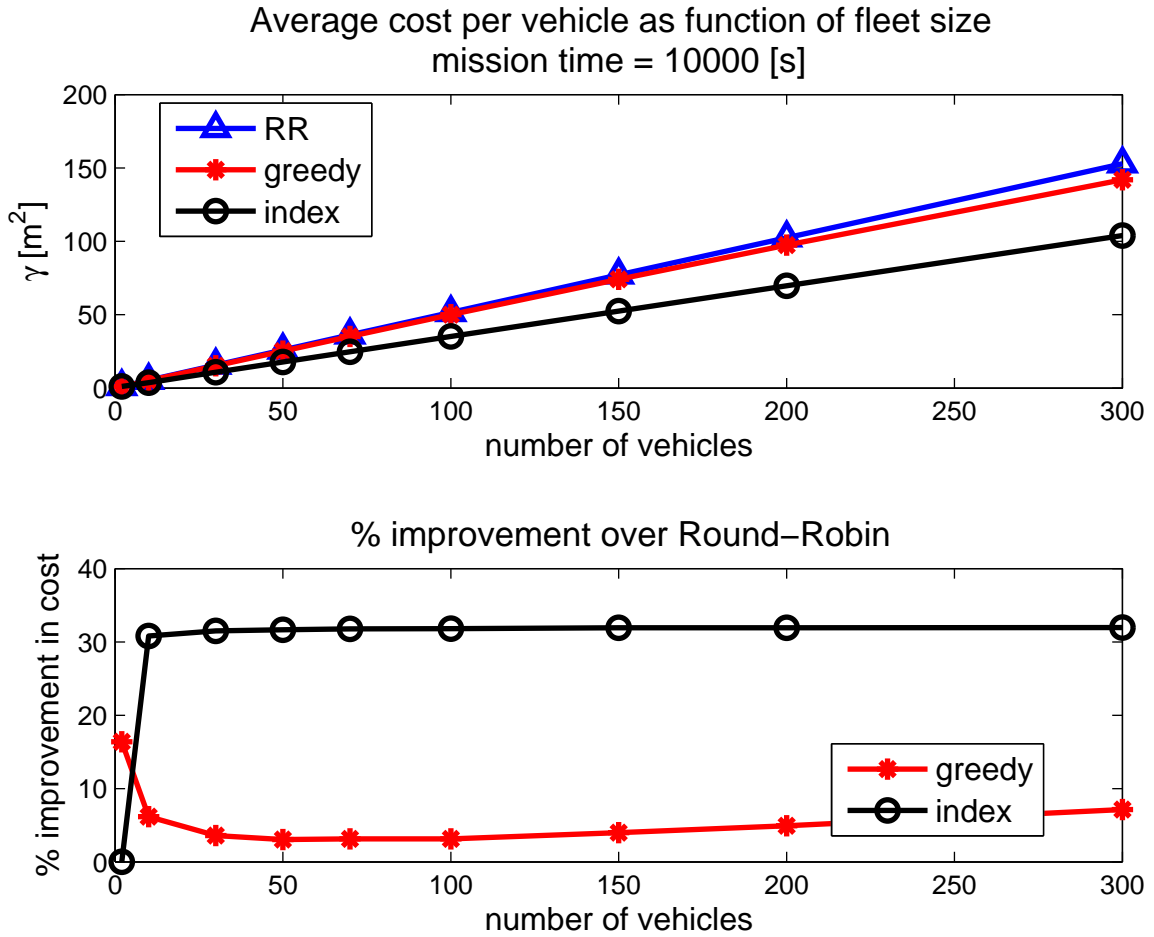 Average cost per vehicle as function of fleet size
mission time = 10000 [s]
200
150
100
50
0
γ [m²]
RR
greedy
index
0 50 100 150 200 250 300
number of vehicles
% improvement over Round−Robin
40
30
20
10
0
% improvement in cost
greedy
index
0 50 100 150 200 250 300
number of vehicles